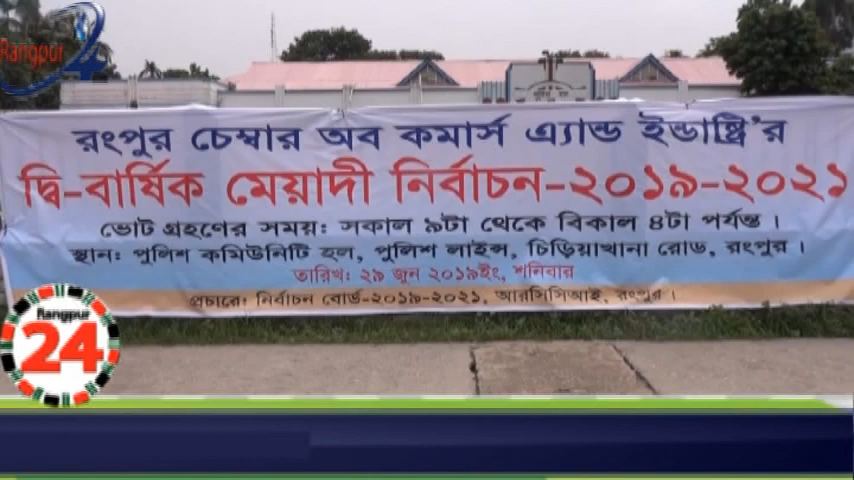 Rangpur
রংপুর চেম্বার অব কমার্স এ্যান্ড ইন্ডাষ্ট্রি'র
দ্বি-বার্ষিক মেয়াদী নির্বাচন-২০১৯-২০২১
ভোট গ্রহণের সময়: সকাল ৯টা থেকে বিকাল ৪টা পর্যন্ত ।
স্থান: পুলিশ কমিউনিটি হল, পুলিশ লাইন্স, চিড়িয়াখানা রোড, রংপুর ।
তারিখ: ২৯ জুন ২০১৯ইং, শনিবার
প্রচারে: নির্বাচন বোর্ড-২০১৯-২০২১, আরসিসিআই, রংপুর ।
Rangpur
24